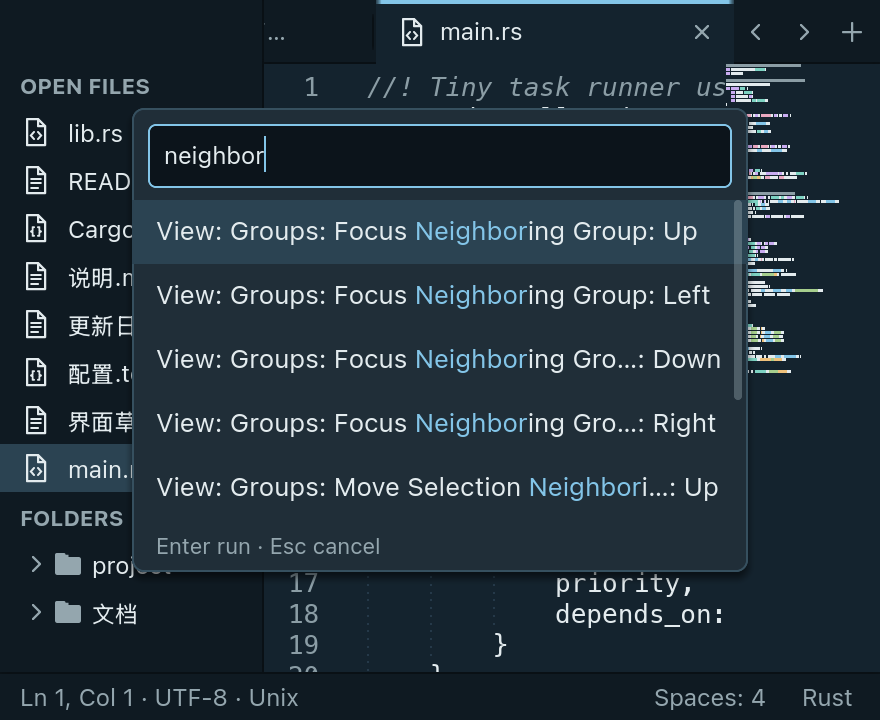 ...
main.rs
OPEN FILES
lib.rs
READ
Cargo
说明.
更新日
配置.t
界面草
main.r
FOLDERS
project
文档
1 //! Tiny task runner us
neighbor
View: Groups: Focus Neighboring Group: Up
View: Groups: Focus Neighboring Group: Left
View: Groups: Focus Neighboring Gro...: Down
View: Groups: Focus Neighboring Gro...: Right
View: Groups: Move Selection Neighbori...: Up
Enter run · Esc cancel
17 priority,
18 depends_on:
19 }
20 }
Ln 1, Col 1 · UTF-8 · Unix
Spaces: 4
Rust